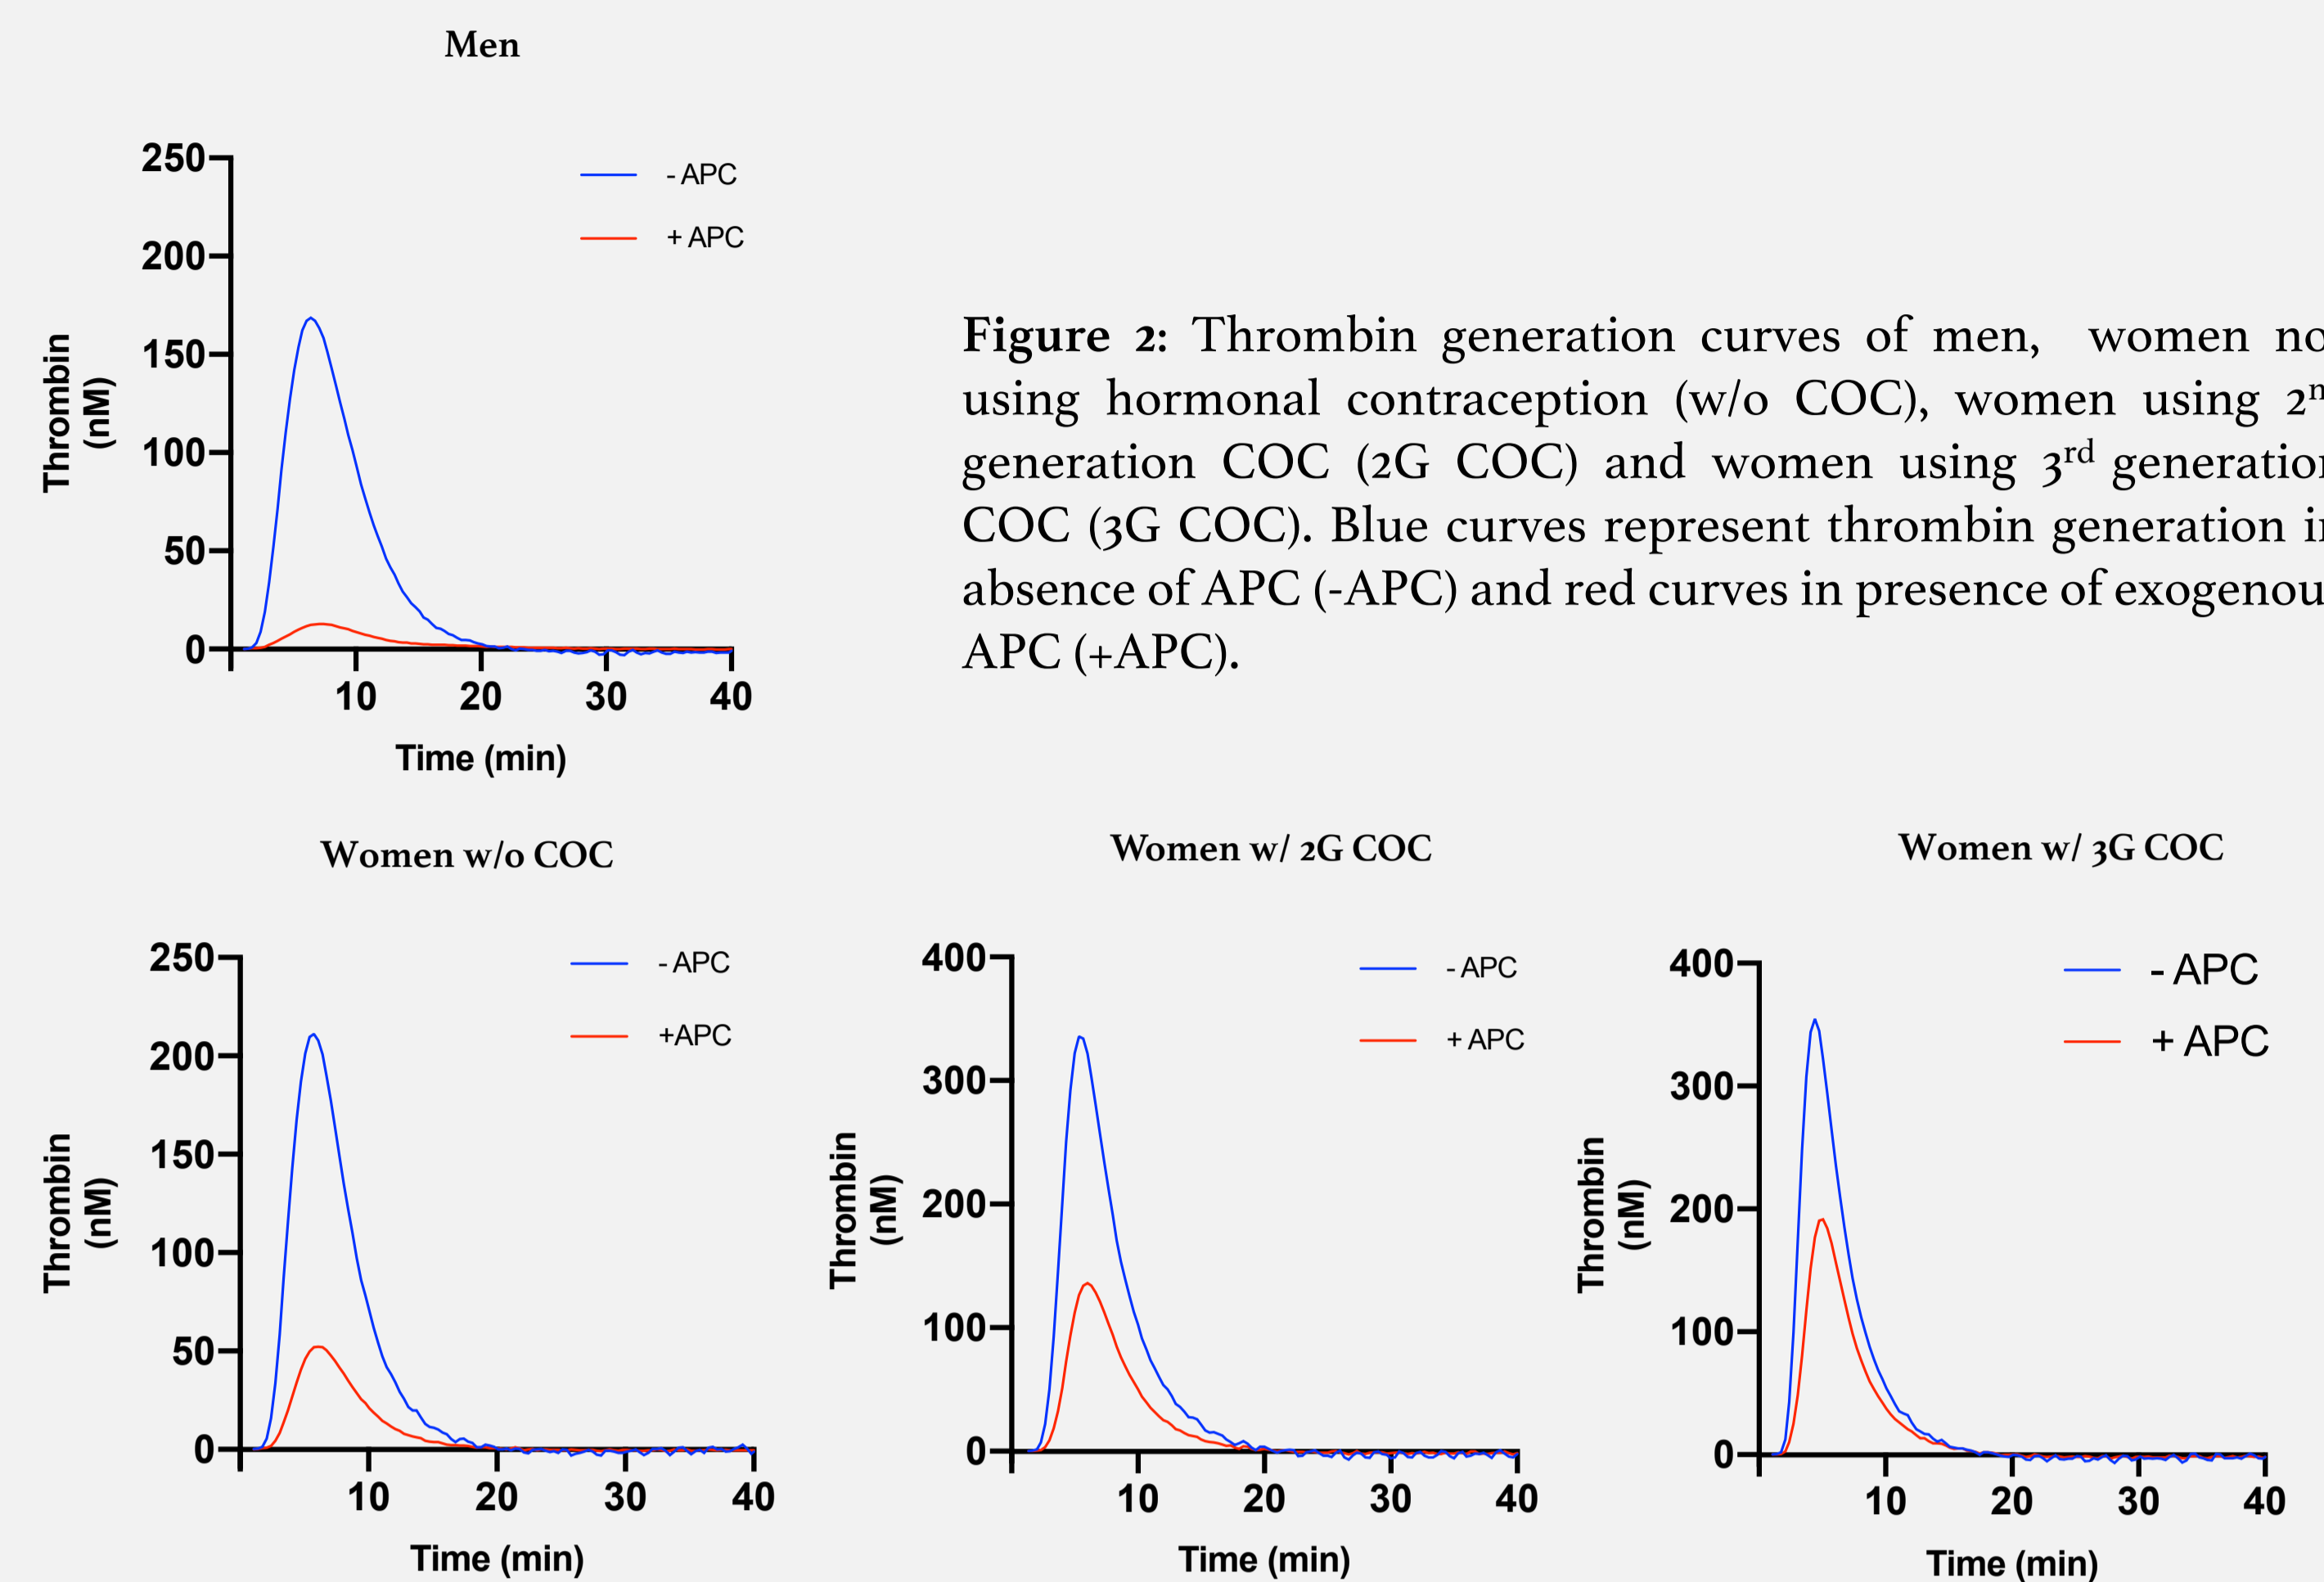 Men
250
200
150
100
50
0
Thrombin
(nM)
- APC
+ APC
10 20 30 40
Time (min)
Figure 2: Thrombin generation curves of men, women no
using hormonal contraception (w/o COC), women using 2n
generation COC (2G COC) and women using 3rd generation
COC (3G COC). Blue curves represent thrombin generation in
absence of APC (-APC) and red curves in presence of exogenou
APC (+APC).
Women w/o COC
250
200
150
100
50
0
Thrombin
(nM)
- APC
+APC
10 20 30 40
Time (min)
Women w/ 2G COC
400
300
200
100
0
Thrombin
(nM)
- APC
+ APC
10 20 30 40
Time (min)
Women w/ 3G COC
400
300
200
100
0
Thrombin
(nM)
- APC
+ APC
10 20 30 40
Time (min)